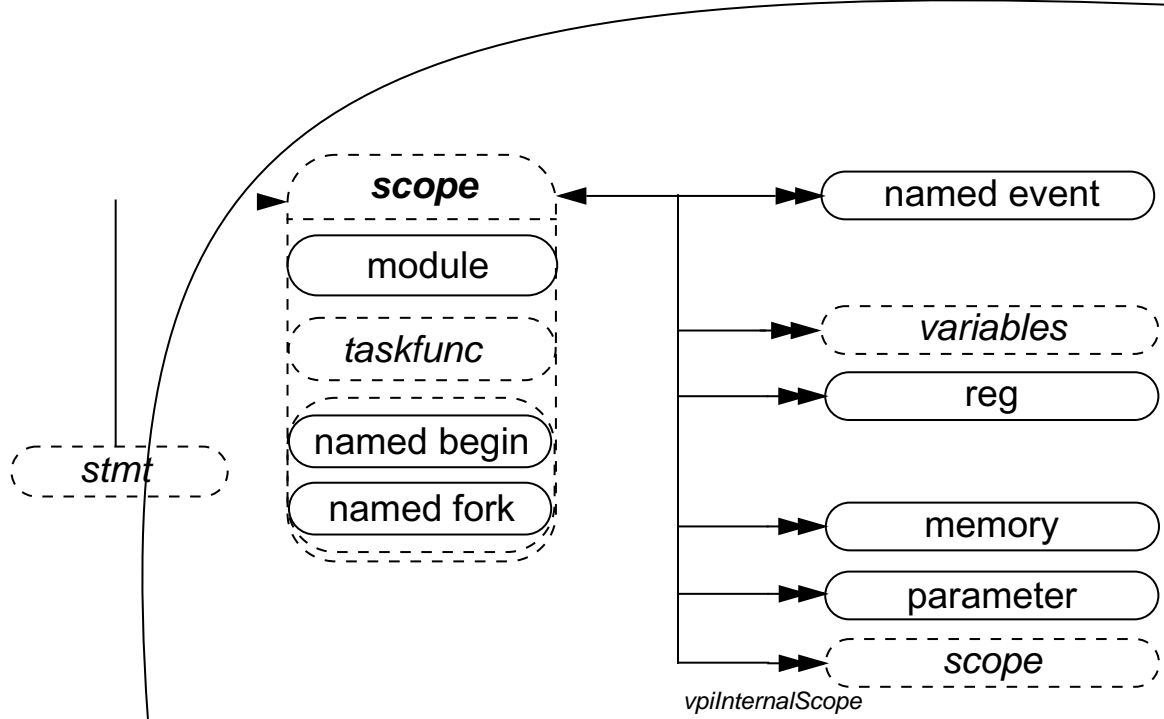 scope
named event
module
taskfunc
variables
reg
named begin
stmt
named fork
memory
parameter
scope
vpiInternalScope